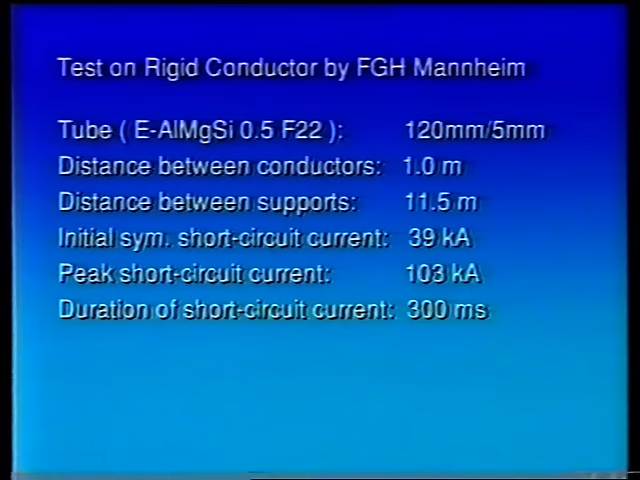 Test on Rigid Conductor by FGH Mannheim
Tube ( E-AlMgSi 0.5 F22 ): 120mm/5mm
Distance between conductors: 1.0 m
Distance between supports: 11.5 m
Initial sym. short-circuit current: 39 kA
Peak short-circuit current: 103 kA
Duration of short-circuit current: 300 ms